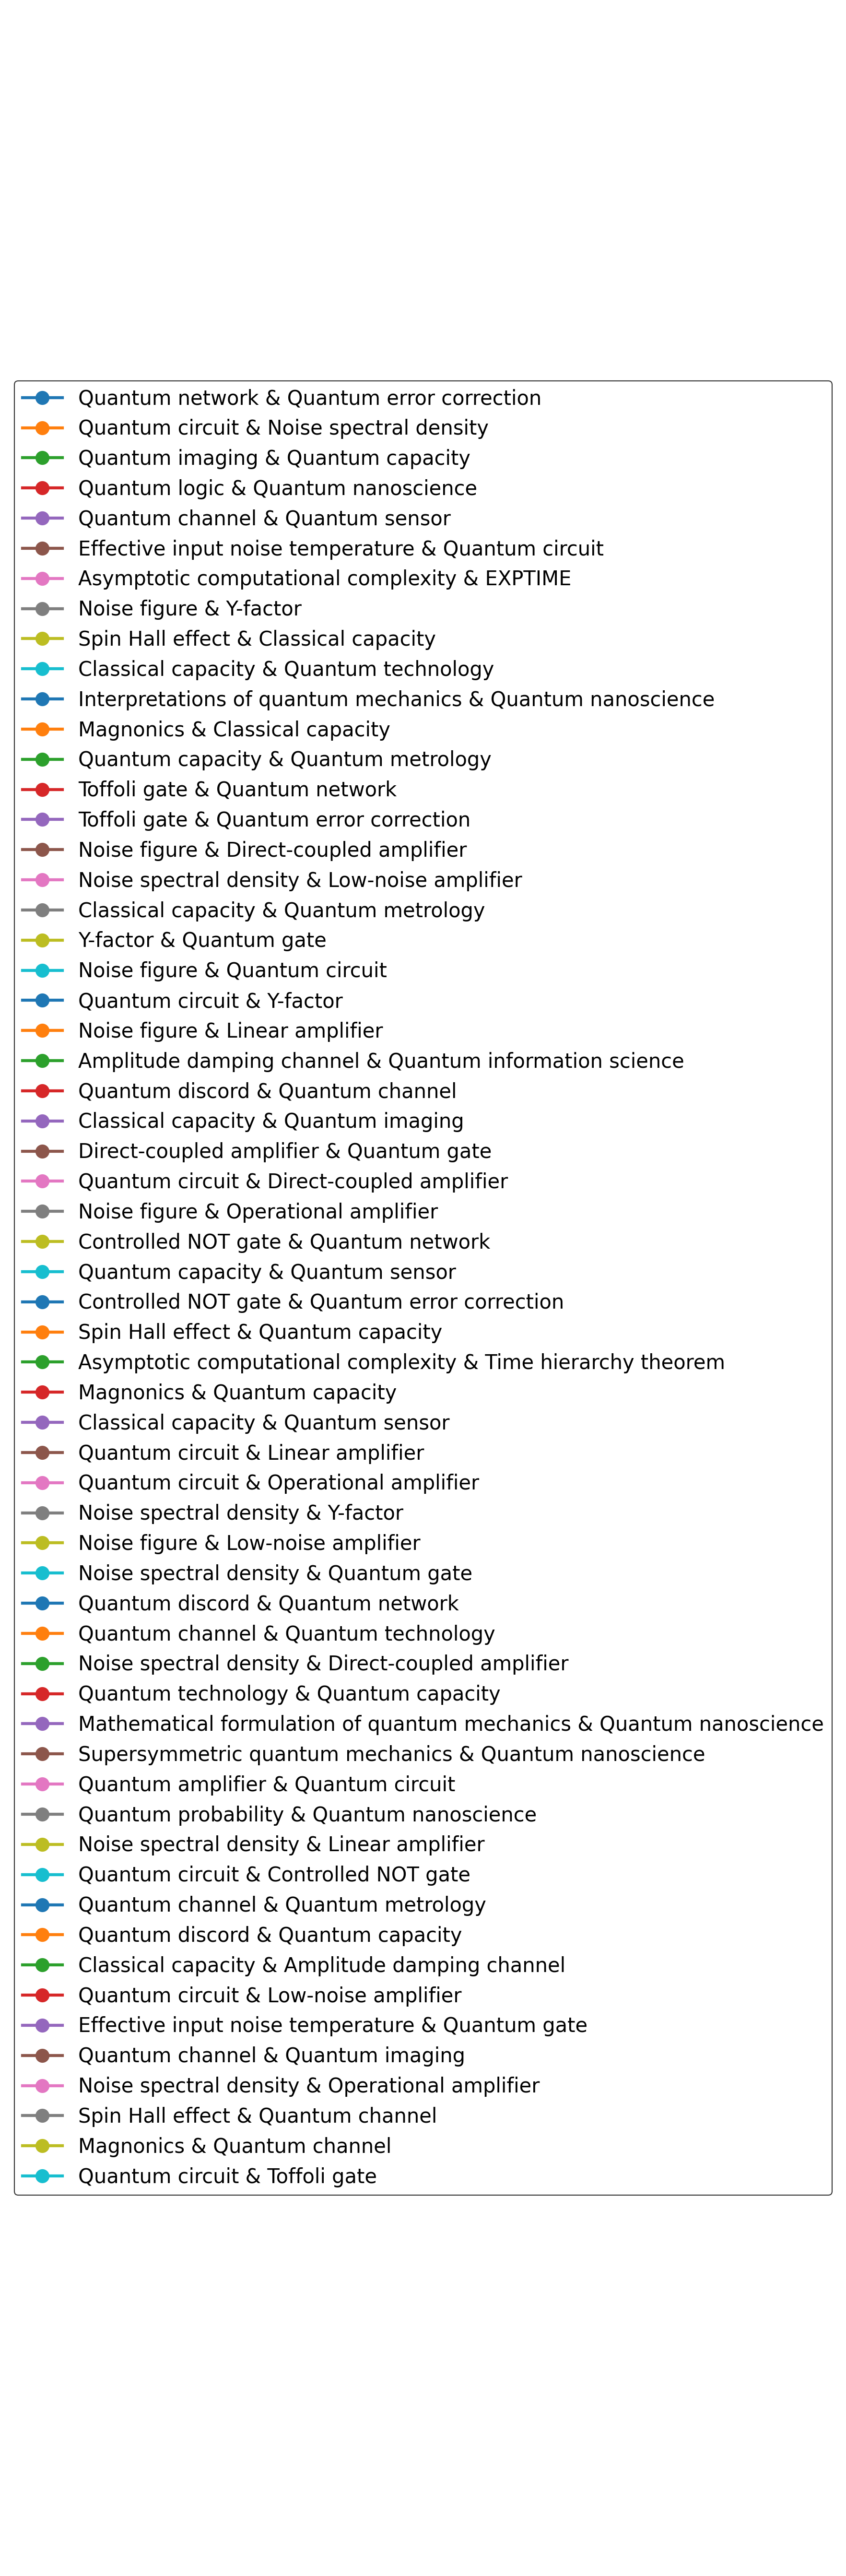 Quantum network & Quantum error correction
Quantum circuit & Noise spectral density
Quantum imaging & Quantum capacity
Quantum logic & Quantum nanoscience
Quantum channel & Quantum sensor
Effective input noise temperature & Quantum circuit
Asymptotic computational complexity & EXPTIME
Noise figure & Y-factor
Spin Hall effect & Classical capacity
Classical capacity & Quantum technology
Interpretations of quantum mechanics & Quantum nanoscience
Magnonics & Classical capacity
Quantum capacity & Quantum metrology
Toffoli gate & Quantum network
Toffoli gate & Quantum error correction
Noise figure & Direct-coupled amplifier
Noise spectral density & Low-noise amplifier
Classical capacity & Quantum metrology
Y-factor & Quantum gate
Noise figure & Quantum circuit
Quantum circuit & Y-factor
Noise figure & Linear amplifier
Amplitude damping channel & Quantum information science
Quantum discord & Quantum channel
Classical capacity & Quantum imaging
Direct-coupled amplifier & Quantum gate
Quantum circuit & Direct-coupled amplifier
Noise figure & Operational amplifier
Controlled NOT gate & Quantum network
Quantum capacity & Quantum sensor
Controlled NOT gate & Quantum error correction
Spin Hall effect & Quantum capacity
Asymptotic computational complexity & Time hierarchy theorem
Magnonics & Quantum capacity
Classical capacity & Quantum sensor
Quantum circuit & Linear amplifier
Quantum circuit & Operational amplifier
Noise spectral density & Y-factor
Noise figure & Low-noise amplifier
Noise spectral density & Quantum gate
Quantum discord & Quantum network
Quantum channel & Quantum technology
Noise spectral density & Direct-coupled amplifier
Quantum technology & Quantum capacity
Mathematical formulation of quantum mechanics & Quantum nanoscience
Supersymmetric quantum mechanics & Quantum nanoscience
Quantum amplifier & Quantum circuit
Quantum probability & Quantum nanoscience
Noise spectral density & Linear amplifier
Quantum circuit & Controlled NOT gate
Quantum channel & Quantum metrology
Quantum discord & Quantum capacity
Classical capacity & Amplitude damping channel
Quantum circuit & Low-noise amplifier
Effective input noise temperature & Quantum gate
Quantum channel & Quantum imaging
Noise spectral density & Operational amplifier
Spin Hall effect & Quantum channel
Magnonics & Quantum channel
Quantum circuit & Toffoli gate